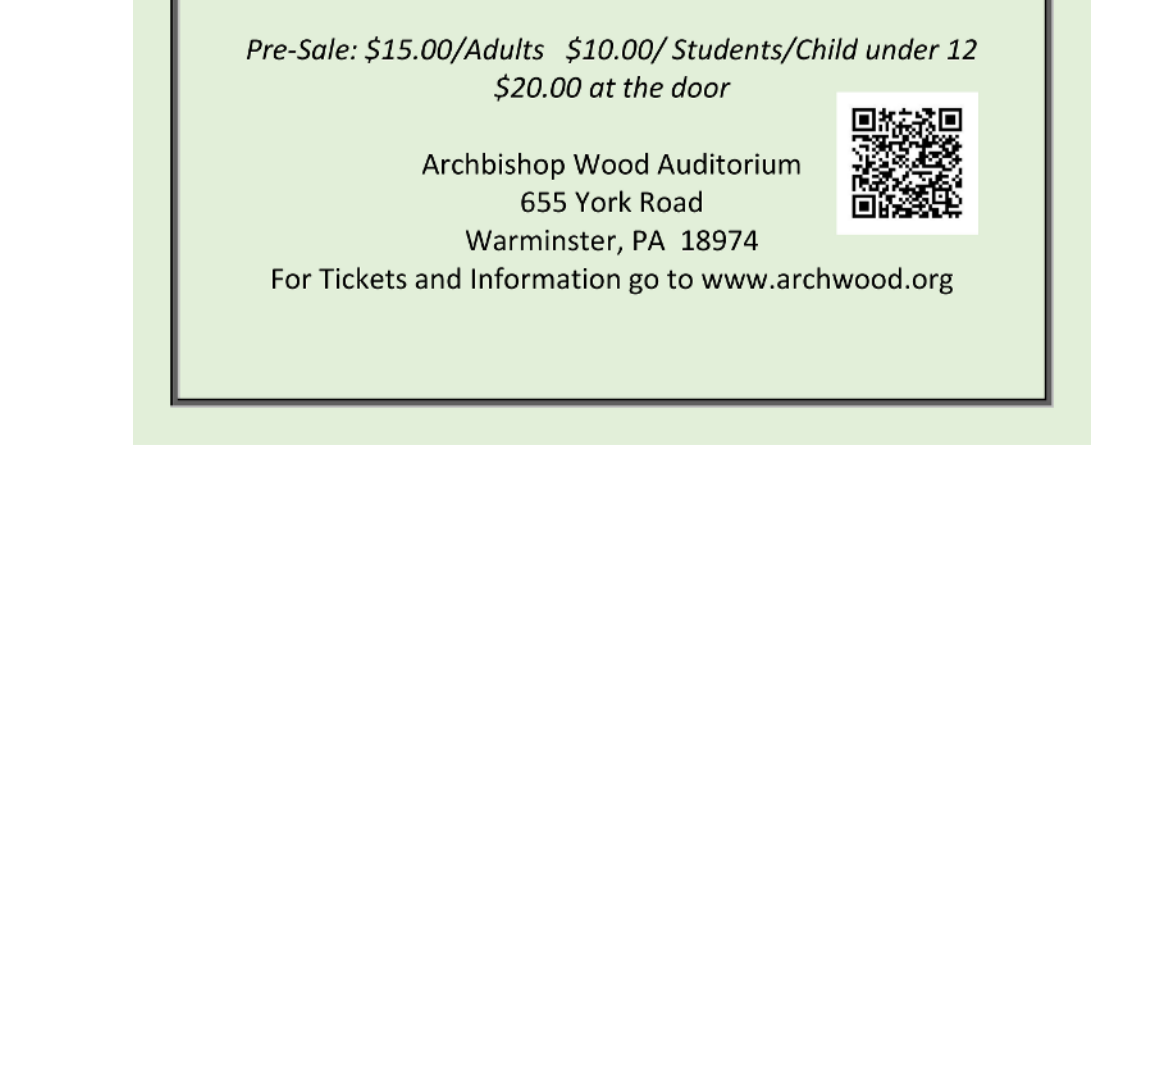 Pre-Sale: $15.00/Adults   $10.00/ Students/Child under 12
$20.00 at the door
Archbishop Wood Auditorium
655 York Road
Warminster, PA  18974
For Tickets and Information go to www.archwood.org